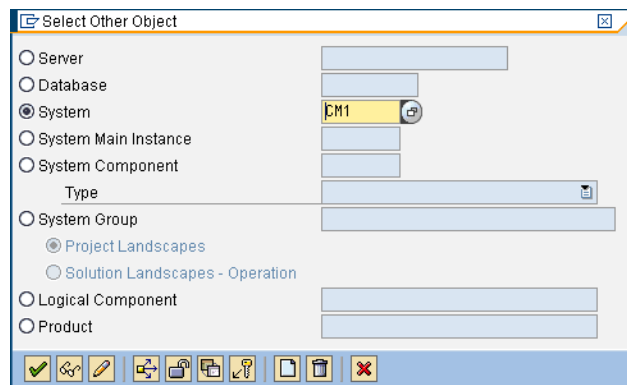 Select Other Object
Server
Database
System CM1
System Main Instance
System Component
Type
System Group
Project Landscapes
Solution Landscapes - Operation
Logical Component
Product